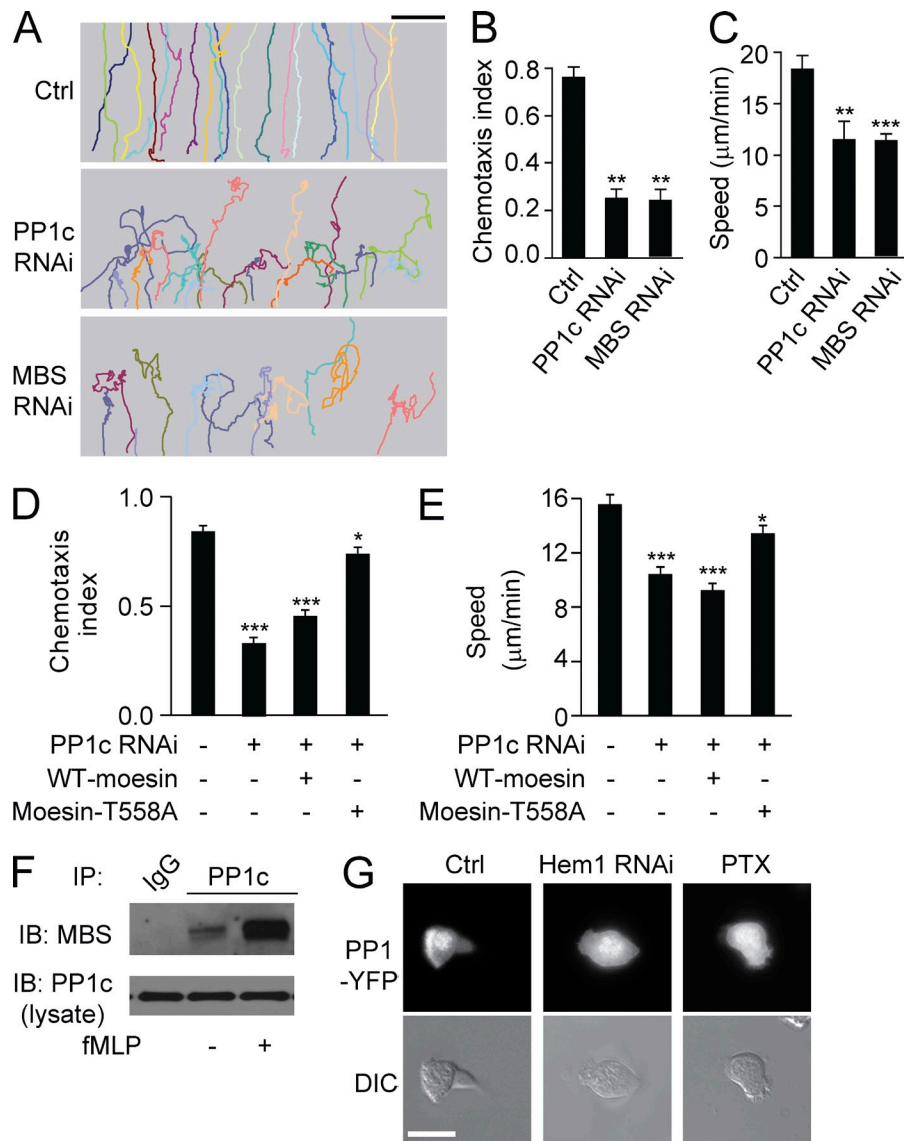 A
Ctrl
PP1c
RNAi
MBS
RNAi
B
Chemotaxis index
0.8
0.6
0.4
0.2
0.0
**
**
Ctrl
PP1c RNAi
MBS RNAi
C
Speed (μm/min)
20
15
10
5
0
**
***
Ctrl
PP1c RNAi
MBS RNAi
D
Chemotaxis
index
1.0
0.5
0.0
***
***
*
PP1c RNAi - + + +
WT-moesin - - + -
Moesin-T558A - - - +
E
Speed
(μm/min)
16
12
8
4
0
***
***
*
PP1c RNAi - + + +
WT-moesin - - + -
Moesin-T558A - - - +
F
IP: IgG PP1c
IB: MBS
IB: PP1c
(lysate)
fMLP - +
G
Ctrl Hem1 RNAi PTX
PP1
-YFP
DIC